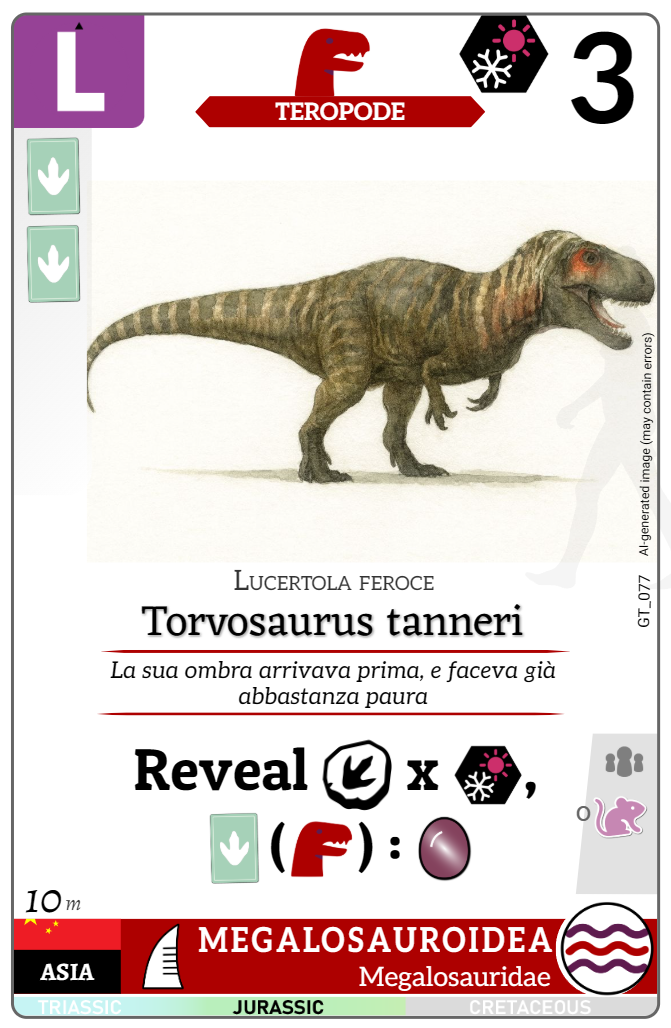 L
TEROPODE
3
AI-generated image (may contain errors)
GT_077
Lucertola feroce
Torvosaurus tanneri
La sua ombra arrivava prima, e faceva già
abbastanza paura
Reveal x ,
( ) :
o
10 m
ASIA
MEGALOSAUROIDEA
Megalosauridae
TRIASSIC JURASSIC CRETACEOUS